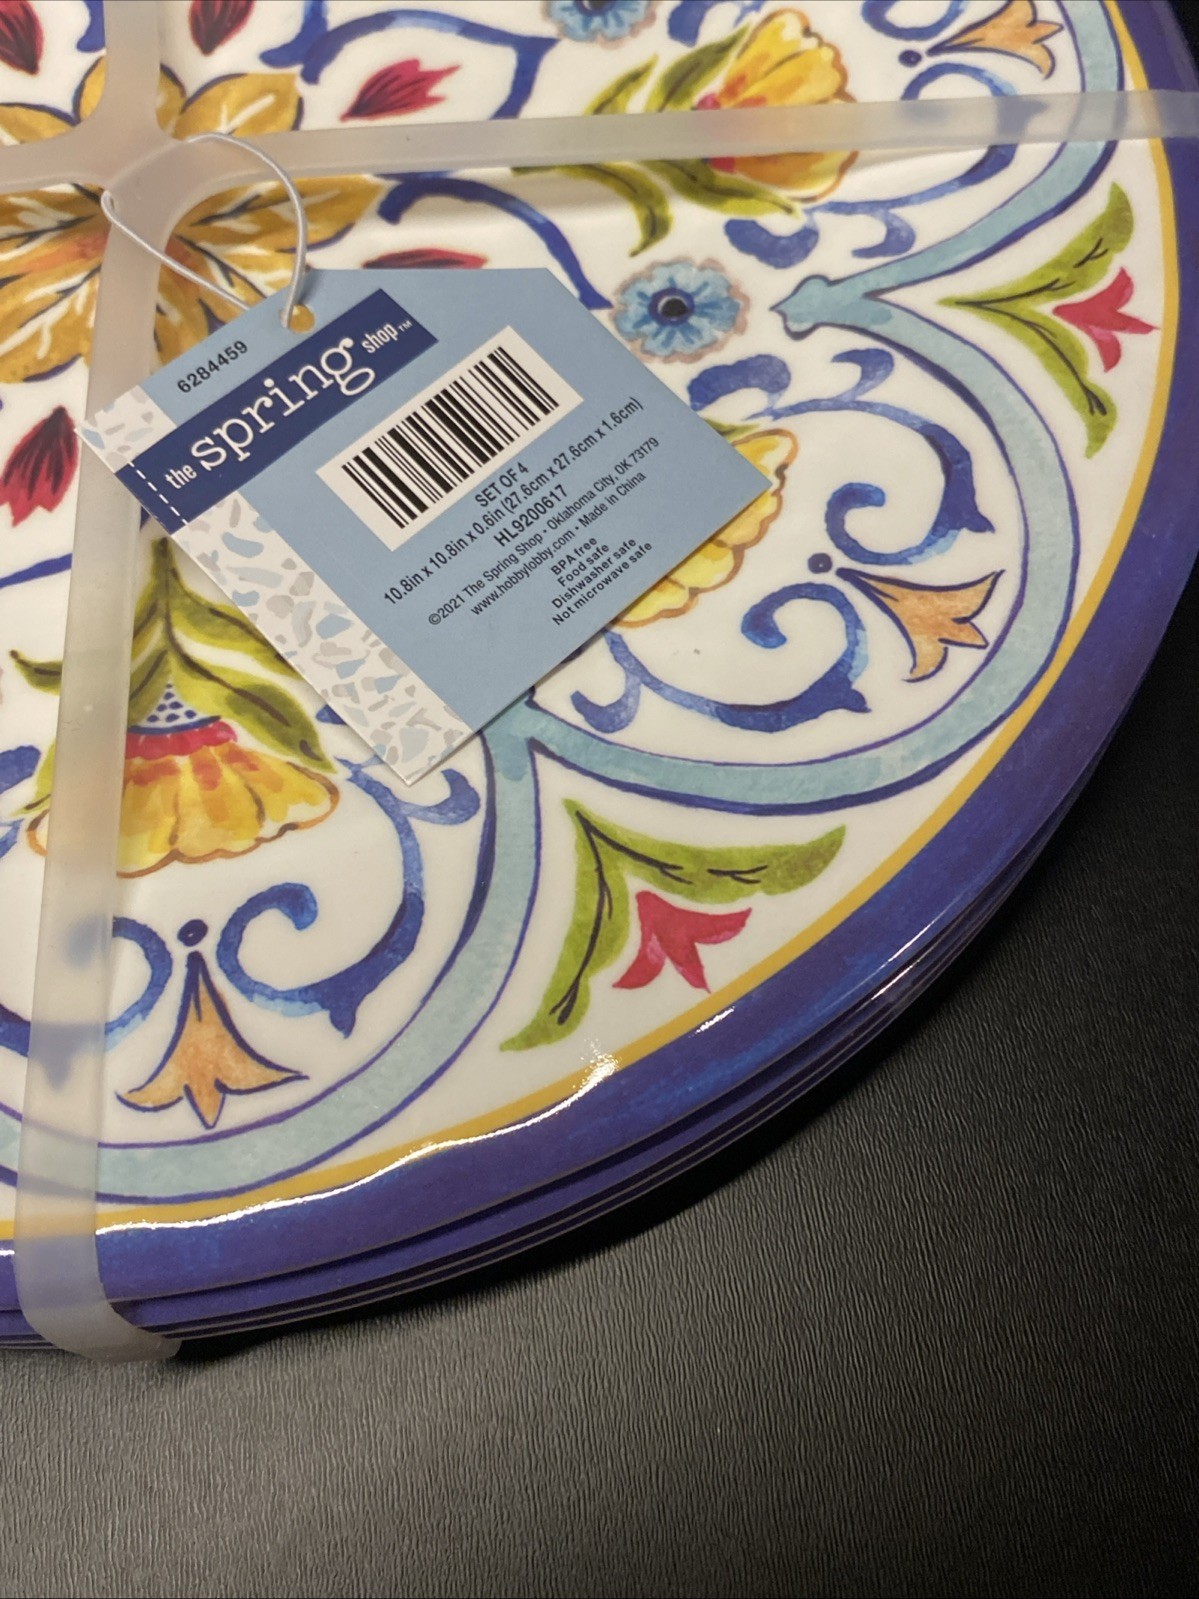 6284459
the spring shop™
SET OF 4
10.8in x 10.8in x 0.6in (27.6cm x 27.6cm x 1.6cm)
HL9200617
©2021 The Spring Shop • Oklahoma City, OK 73179
www.hobbylobby.com • Made in China
BPA free
Food safe
Dishwasher safe
Not microwave safe